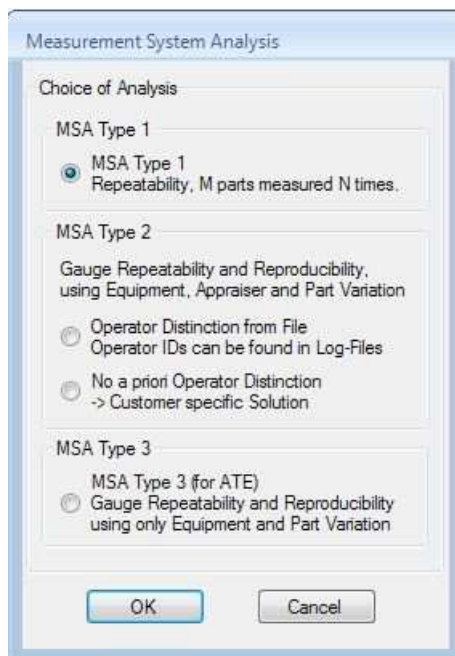 Measurement System Analysis
Choice of Analysis
MSA Type 1
MSA Type 1
Repeatability, M parts measured N times.
MSA Type 2
Gauge Repeatability and Reproducibility,
using Equipment, Appraiser and Part Variation
Operator Distinction from File
Operator IDs can be found in Log-Files
No a priori Operator Distinction
-> Customer specific Solution
MSA Type 3
MSA Type 3 (for ATE)
Gauge Repeatability and Reproducibility
using only Equipment and Part Variation
OK
Cancel